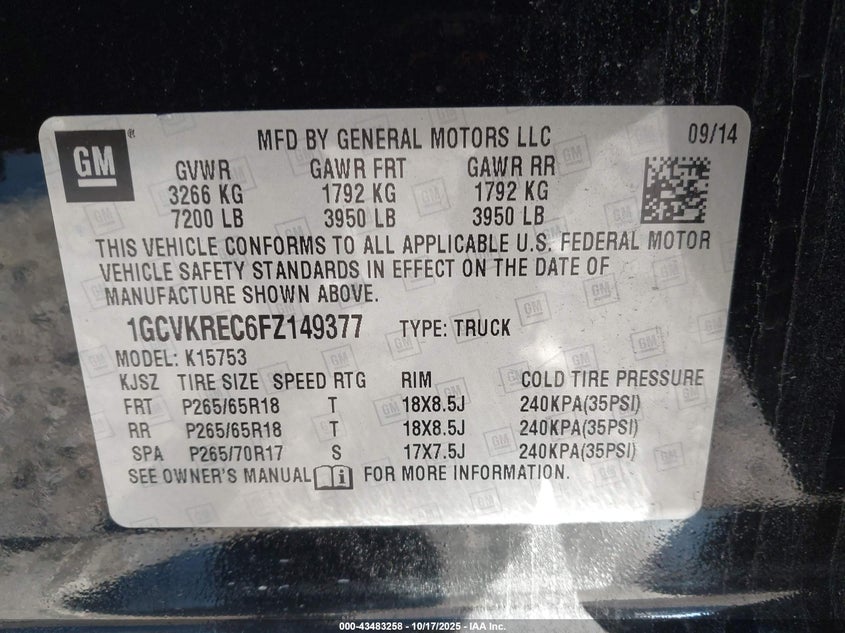 GM ® MFD BY GENERAL MOTORS LLC 09/14
GVWR GAWR FRT GAWR RR
3266 KG 1792 KG 1792 KG
7200 LB 3950 LB 3950 LB
THIS VEHICLE CONFORMS TO ALL APPLICABLE U.S. FEDERAL MOTOR
VEHICLE SAFETY STANDARDS IN EFFECT ON THE DATE OF
MANUFACTURE SHOWN ABOVE.
1GCVKREC6FZ149377 TYPE: TRUCK
MODEL: K15753
KJSZ TIRE SIZE SPEED RTG RIM COLD TIRE PRESSURE
FRT P265/65R18 T 18X8.5J 240KPA(35PSI)
RR P265/65R18 T 18X8.5J 240KPA(35PSI)
SPA P265/70R17 S 17X7.5J 240KPA(35PSI)
SEE OWNER'S MANUAL i FOR MORE INFORMATION.
000-43483258 - 10/17/2025 - IAA Inc.